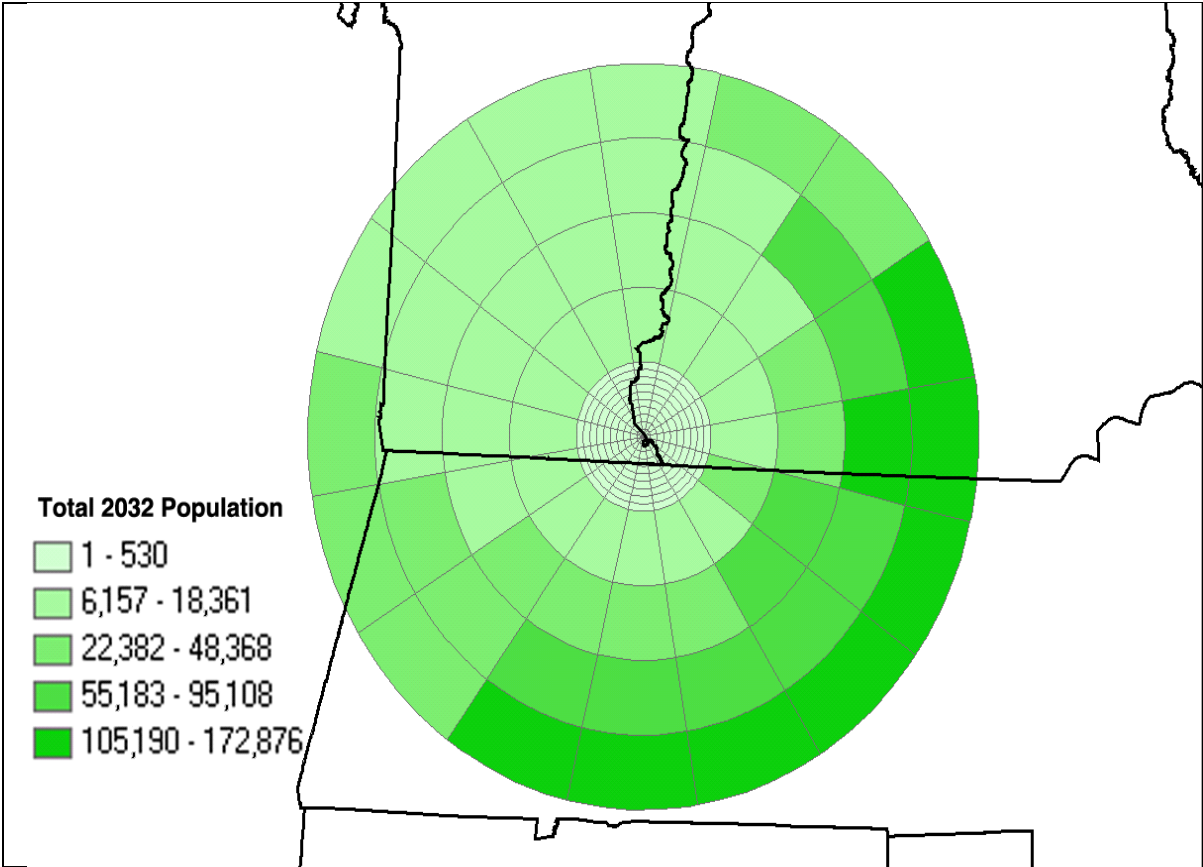 Total 2032 Population
1 - 530
6,157 - 18,361
22,382 - 48,368
55,183 - 95,108
105,190 - 172,876